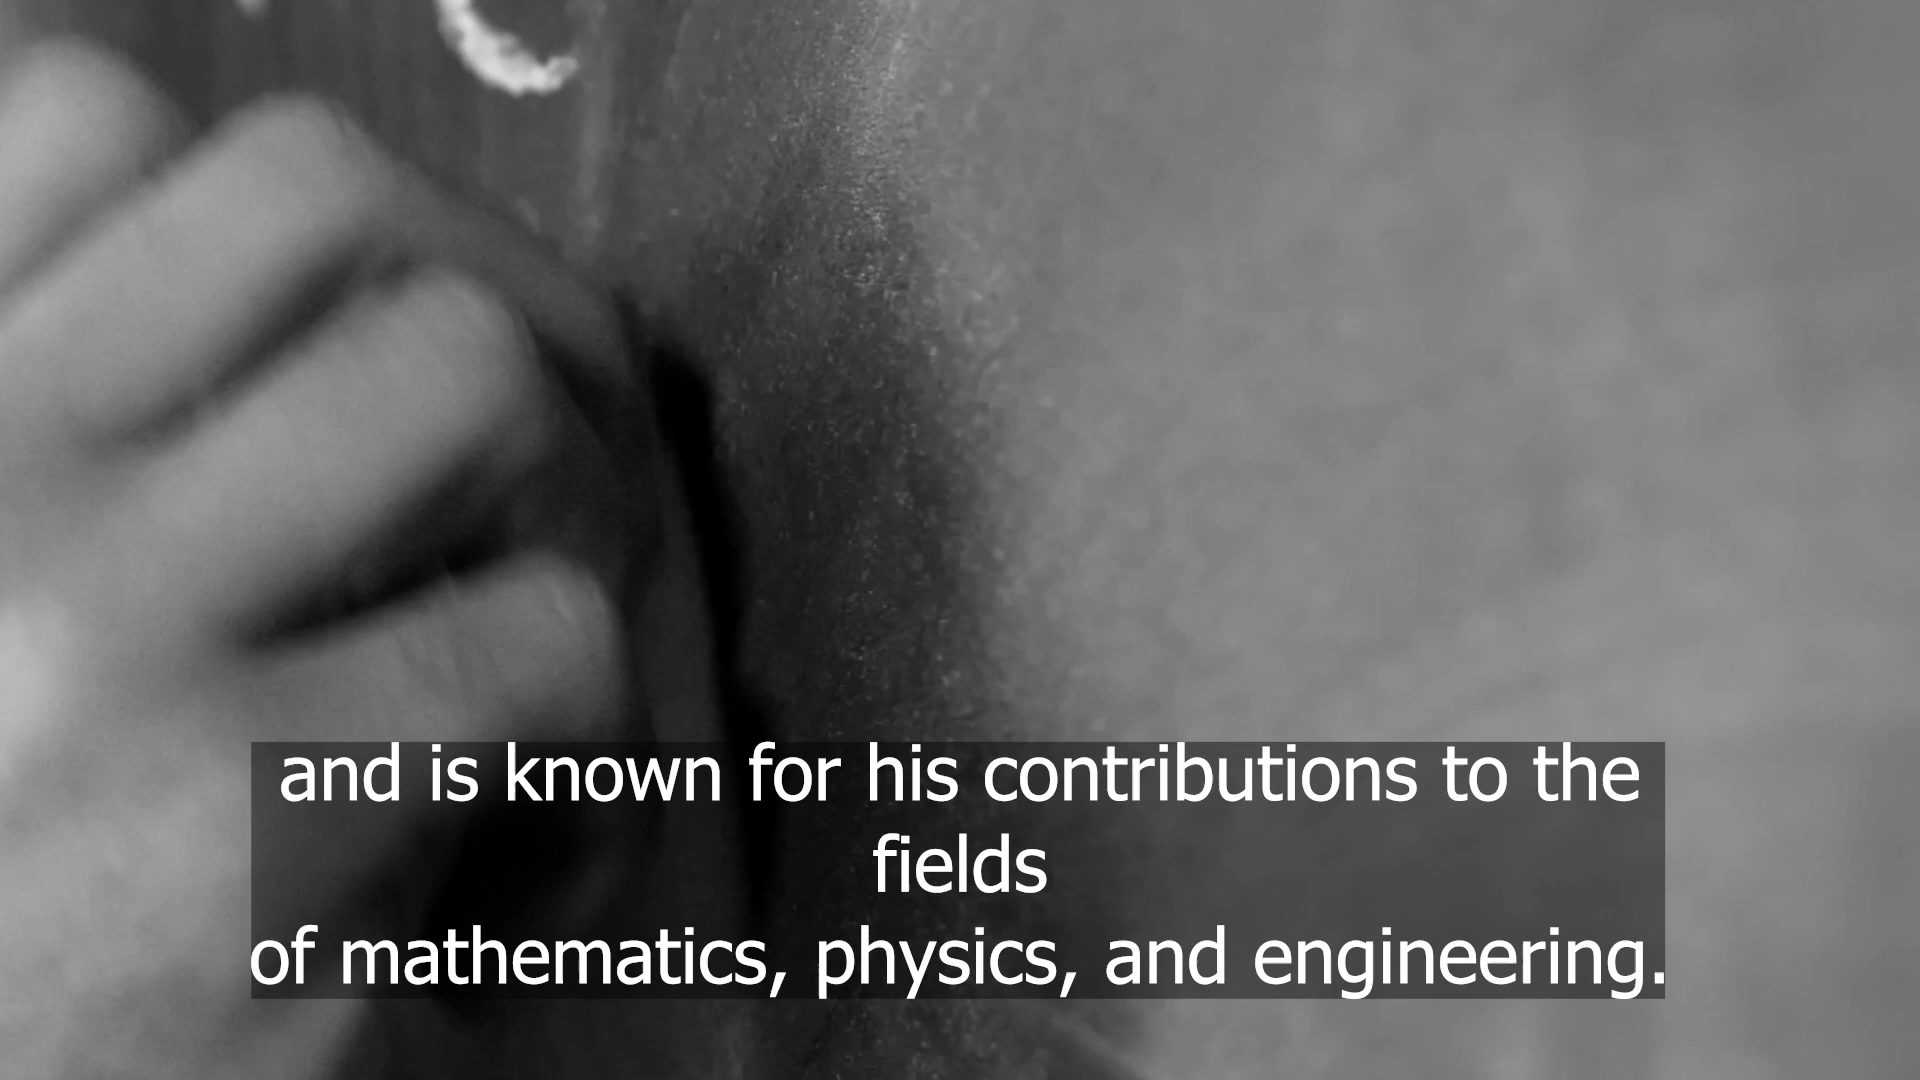 and is known for his contributions to the
fields
of mathematics, physics, and engineering.